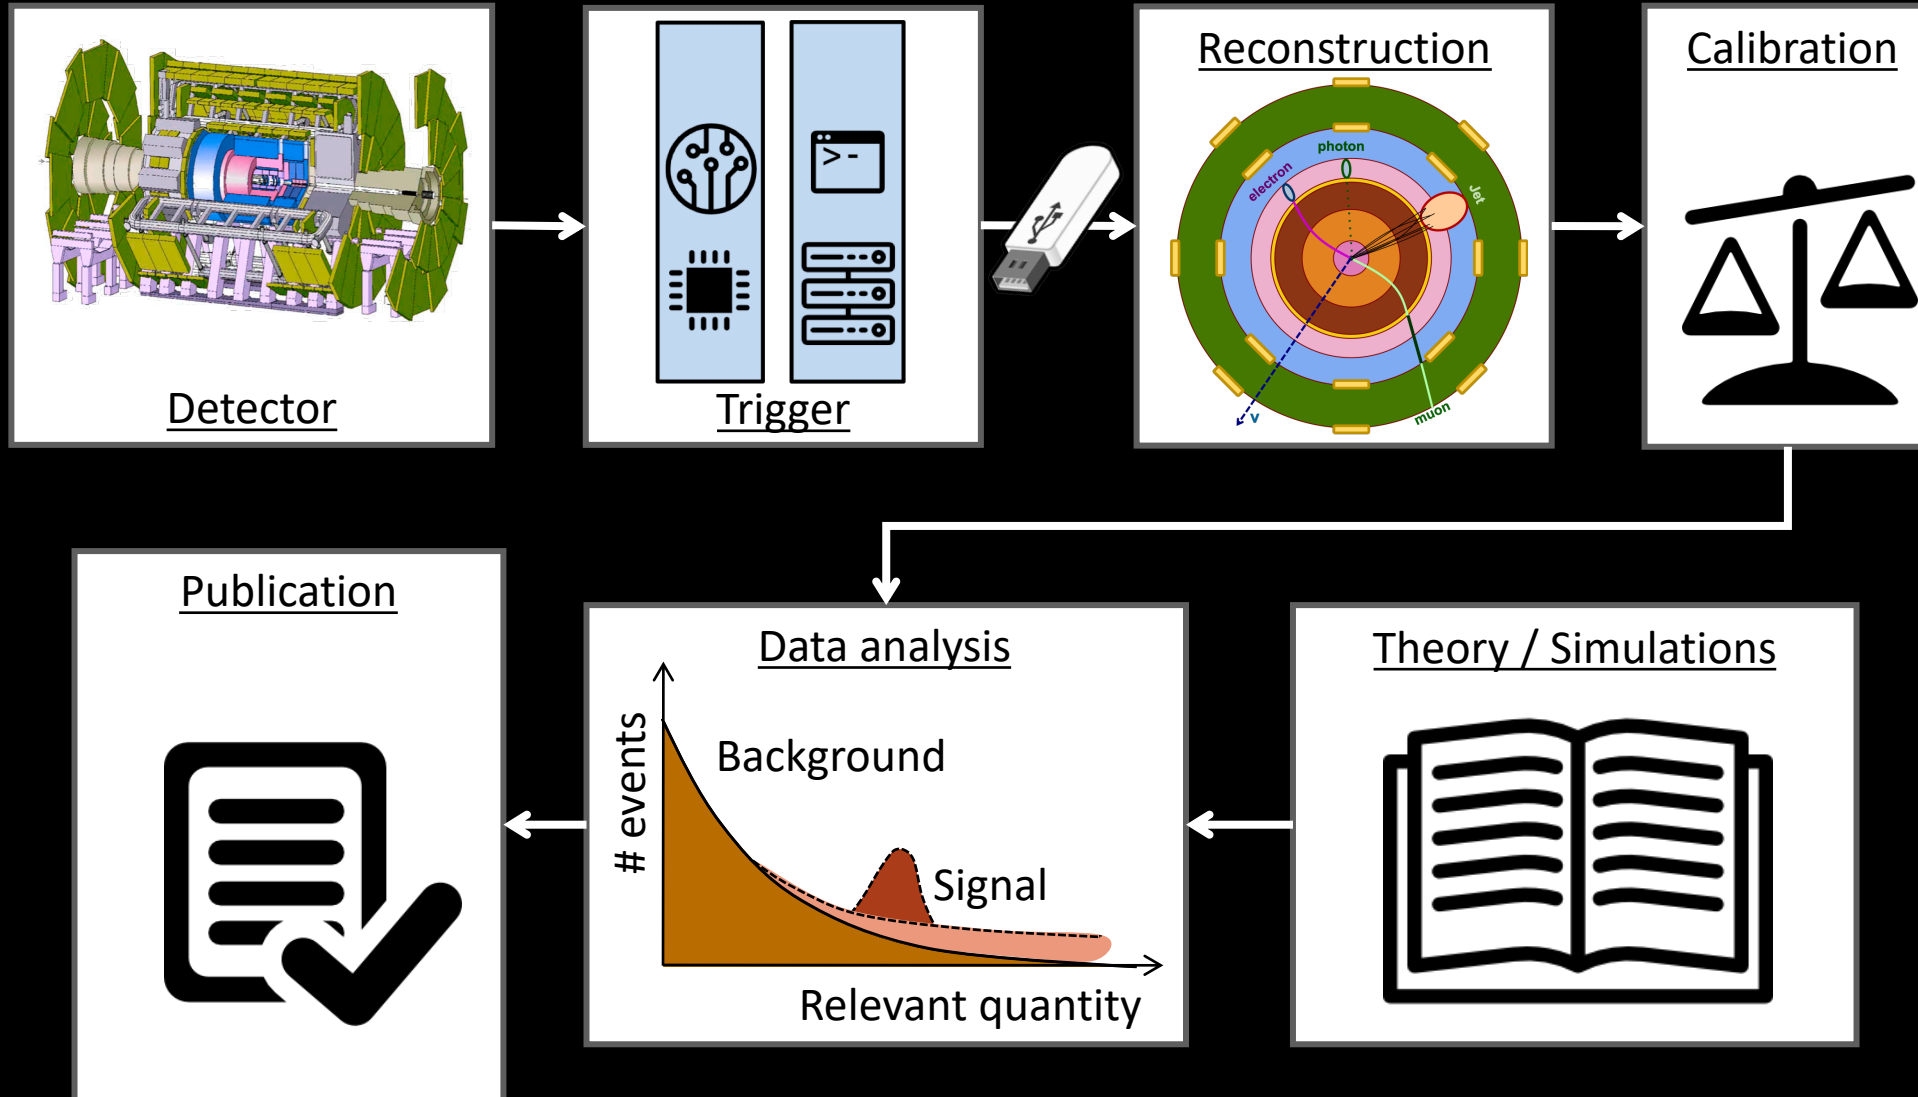 Detector
Trigger
>-
Reconstruction
photon
electron
Jet
muon
v
Calibration
Publication
Data analysis
# events
Background
Signal
Relevant quantity
Theory / Simulations